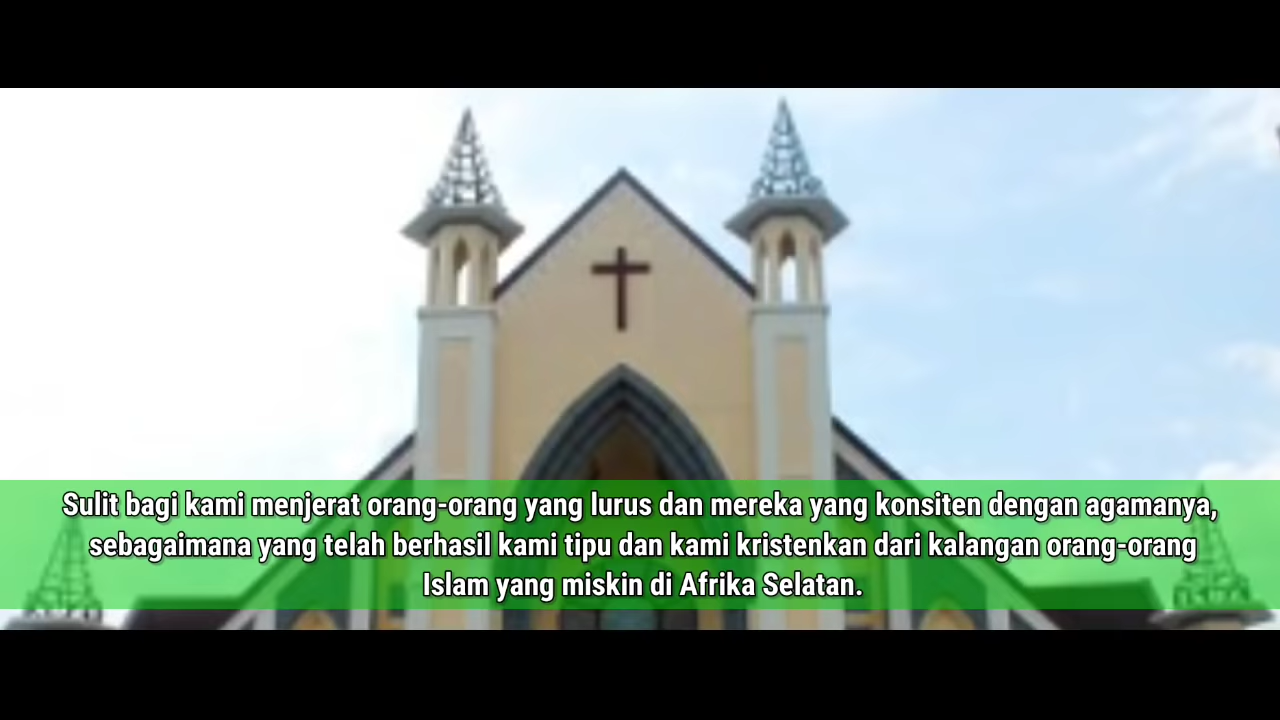 Sulit bagi kami menjerat orang-orang yang lurus dan mereka yang konsiten dengan agamanya,
sebagaimana yang telah berhasil kami tipu dan kami kristenkan dari kalangan orang-orang
Islam yang miskin di Afrika Selatan.